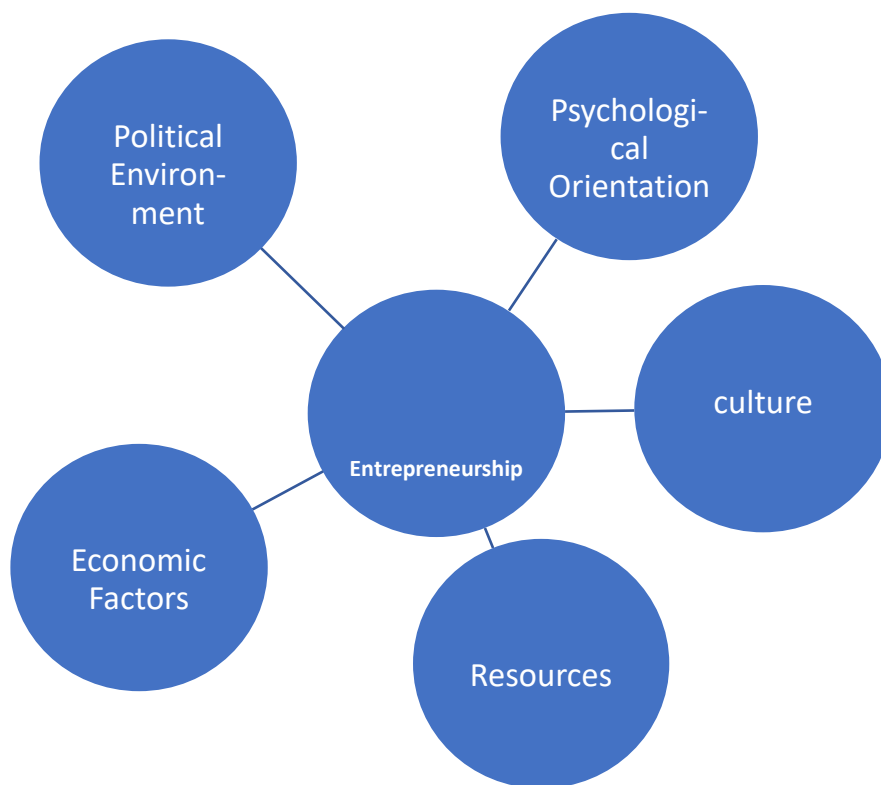 Political
Environ-
ment
Psychologi-
cal
Orientation
culture
Entrepreneurship
Economic
Factors
Resources